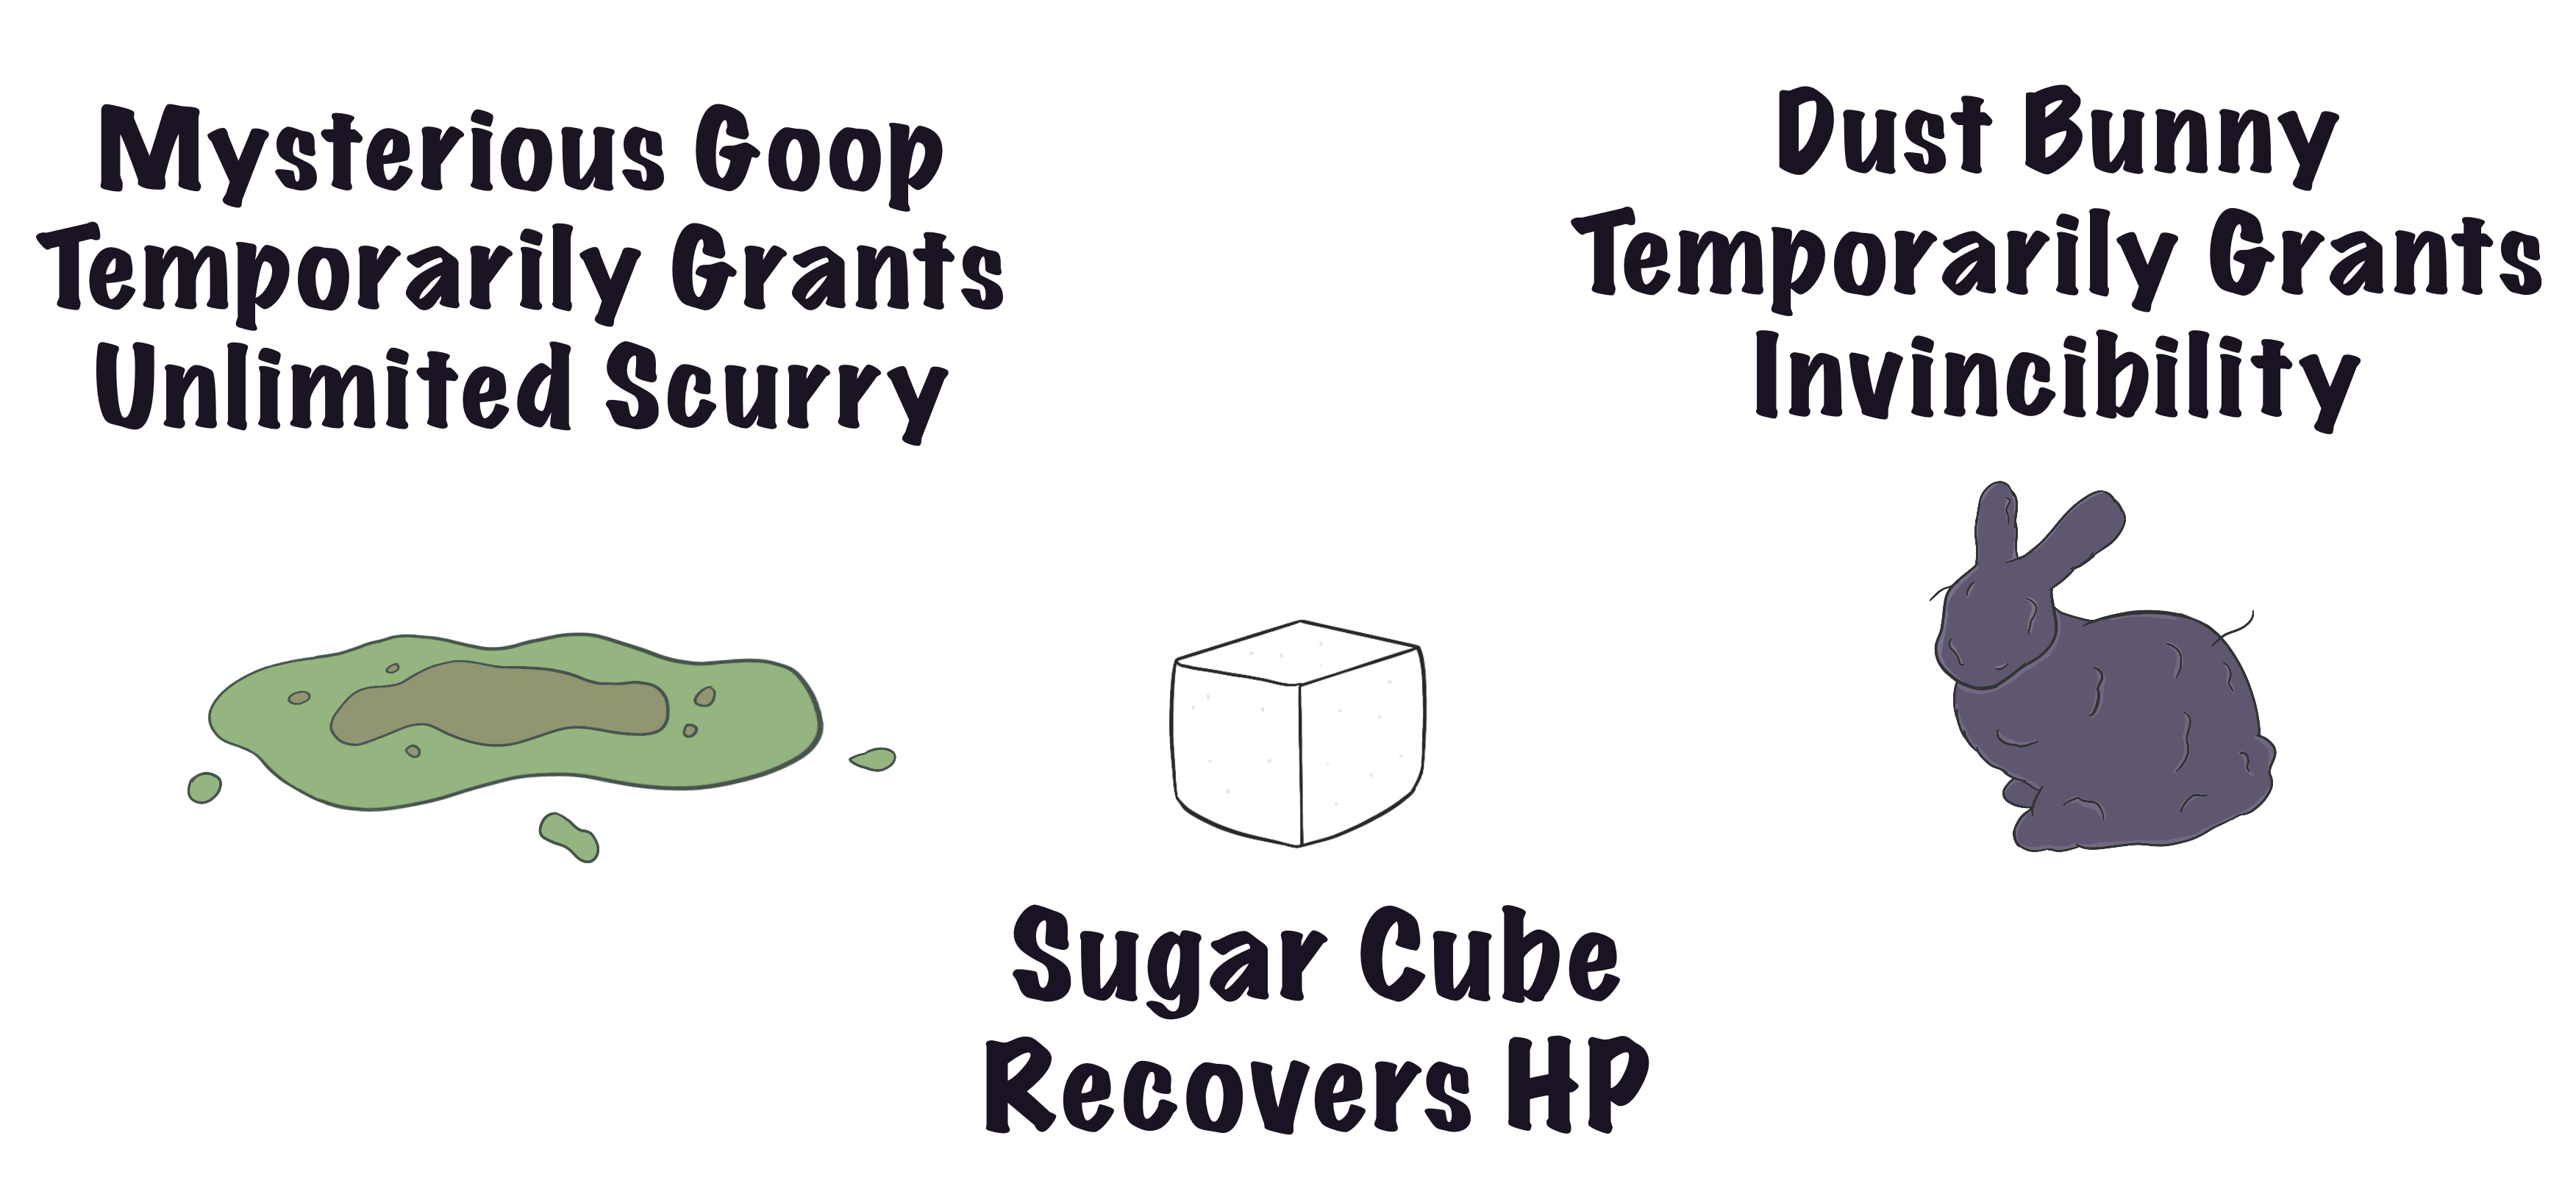 Mysterious Goop
Temporarily Grants
Unlimited Scurry
Dust Bunny
Temporarily Grants
Invincibility
Sugar Cube
Recovers HP